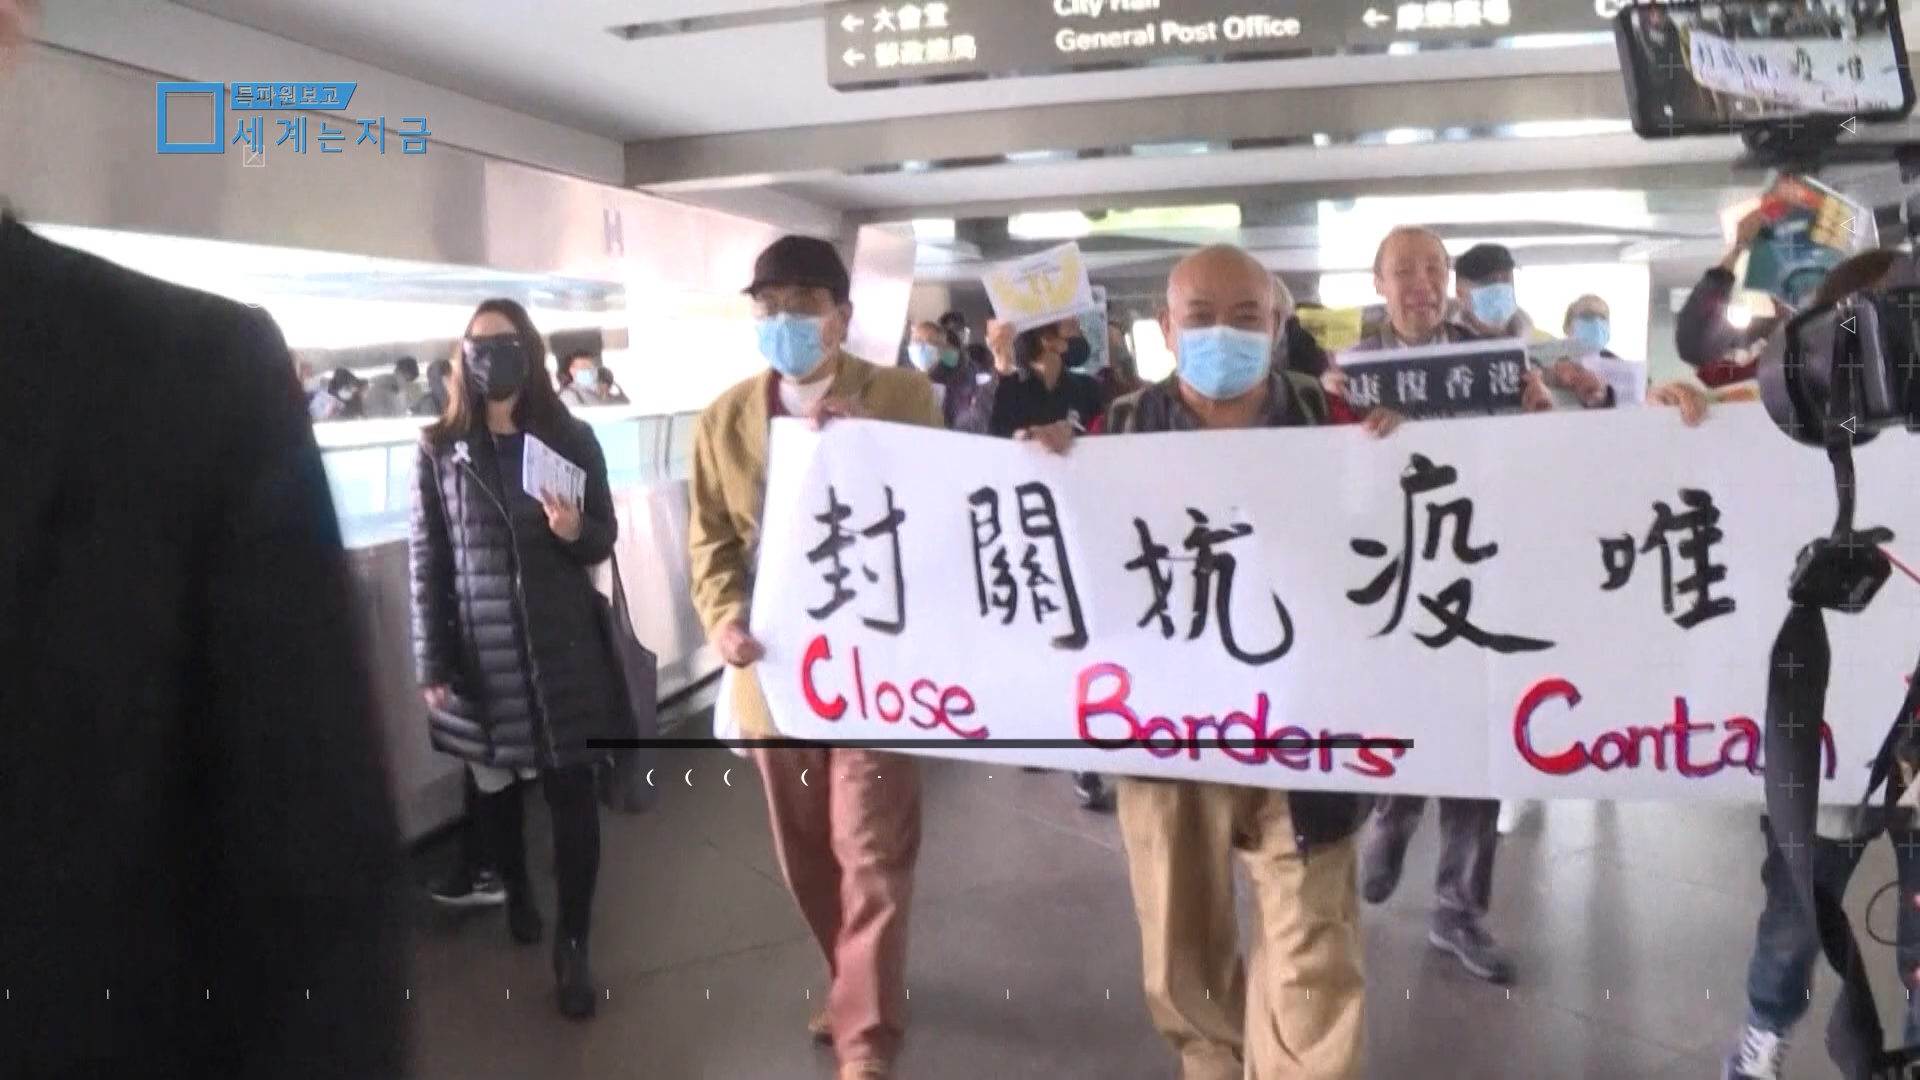 ← 大會堂
City Hall
← 郵政總局
General Post Office
특파원보고
세계는지금
康復香港
封關抗疫唯
Close Borders Contain